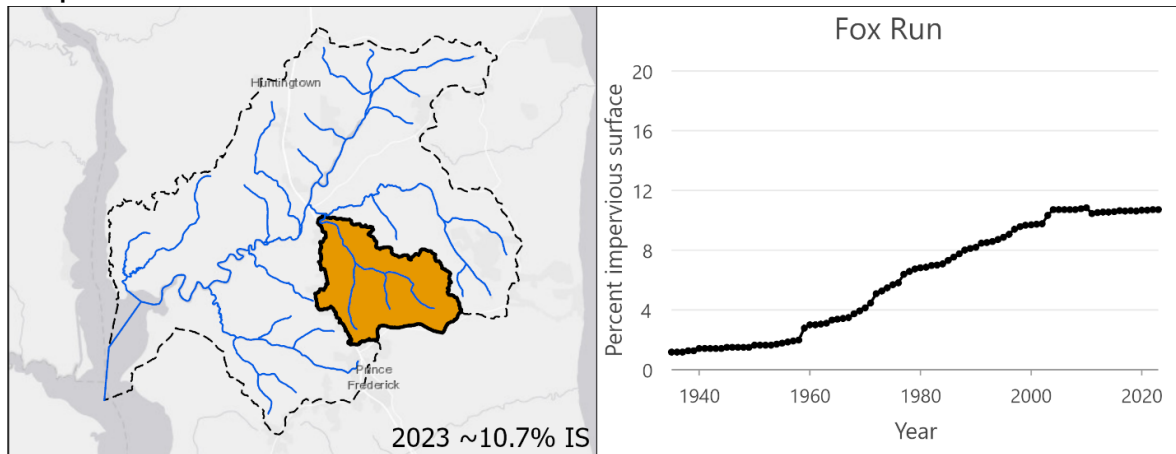 Huntingtown
Prince
Frederick
2023 ~10.7% IS
Fox Run
Percent impervious surface
20
16
12
8
4
0
1940 1960 1980 2000 2020
Year